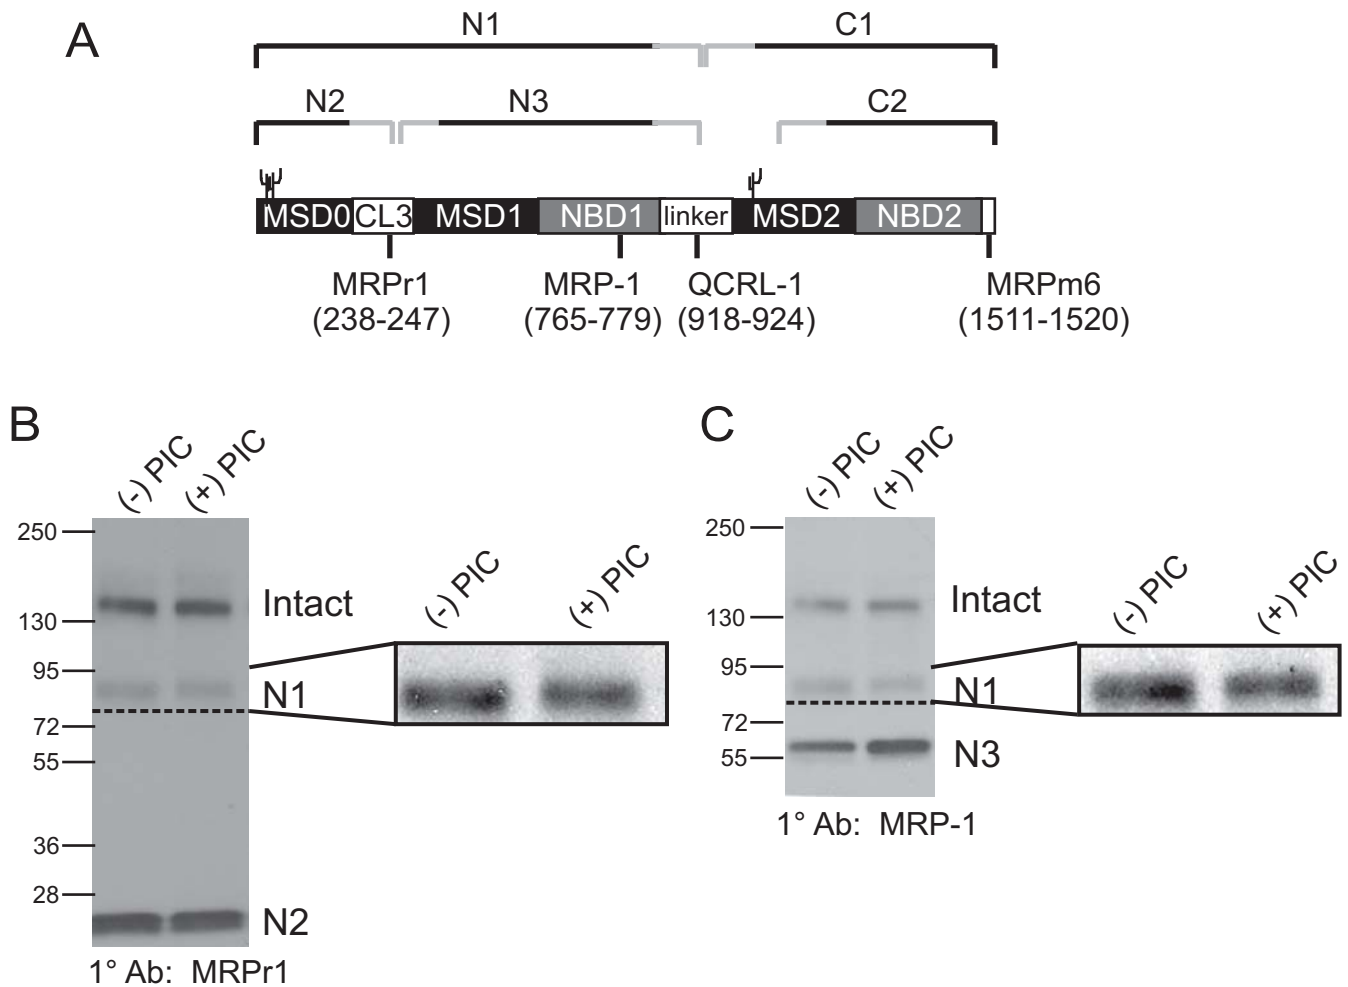 A
N1 C1
N2 N3 C2
MSD0 CL3 MSD1 NBD1 linker MSD2 NBD2
MRPr1 MRP-1 QCRL-1 MRPm6
(238-247) (765-779) (918-924) (1511-1520)
B
(-) PIC (+) PIC
250
130
95
72
55
36
28
Intact
N1
N2
(-) PIC (+) PIC
1° Ab: MRPr1
C
(-) PIC (+) PIC
250
130
95
72
55
Intact
N1
N3
(-) PIC (+) PIC
1° Ab: MRP-1